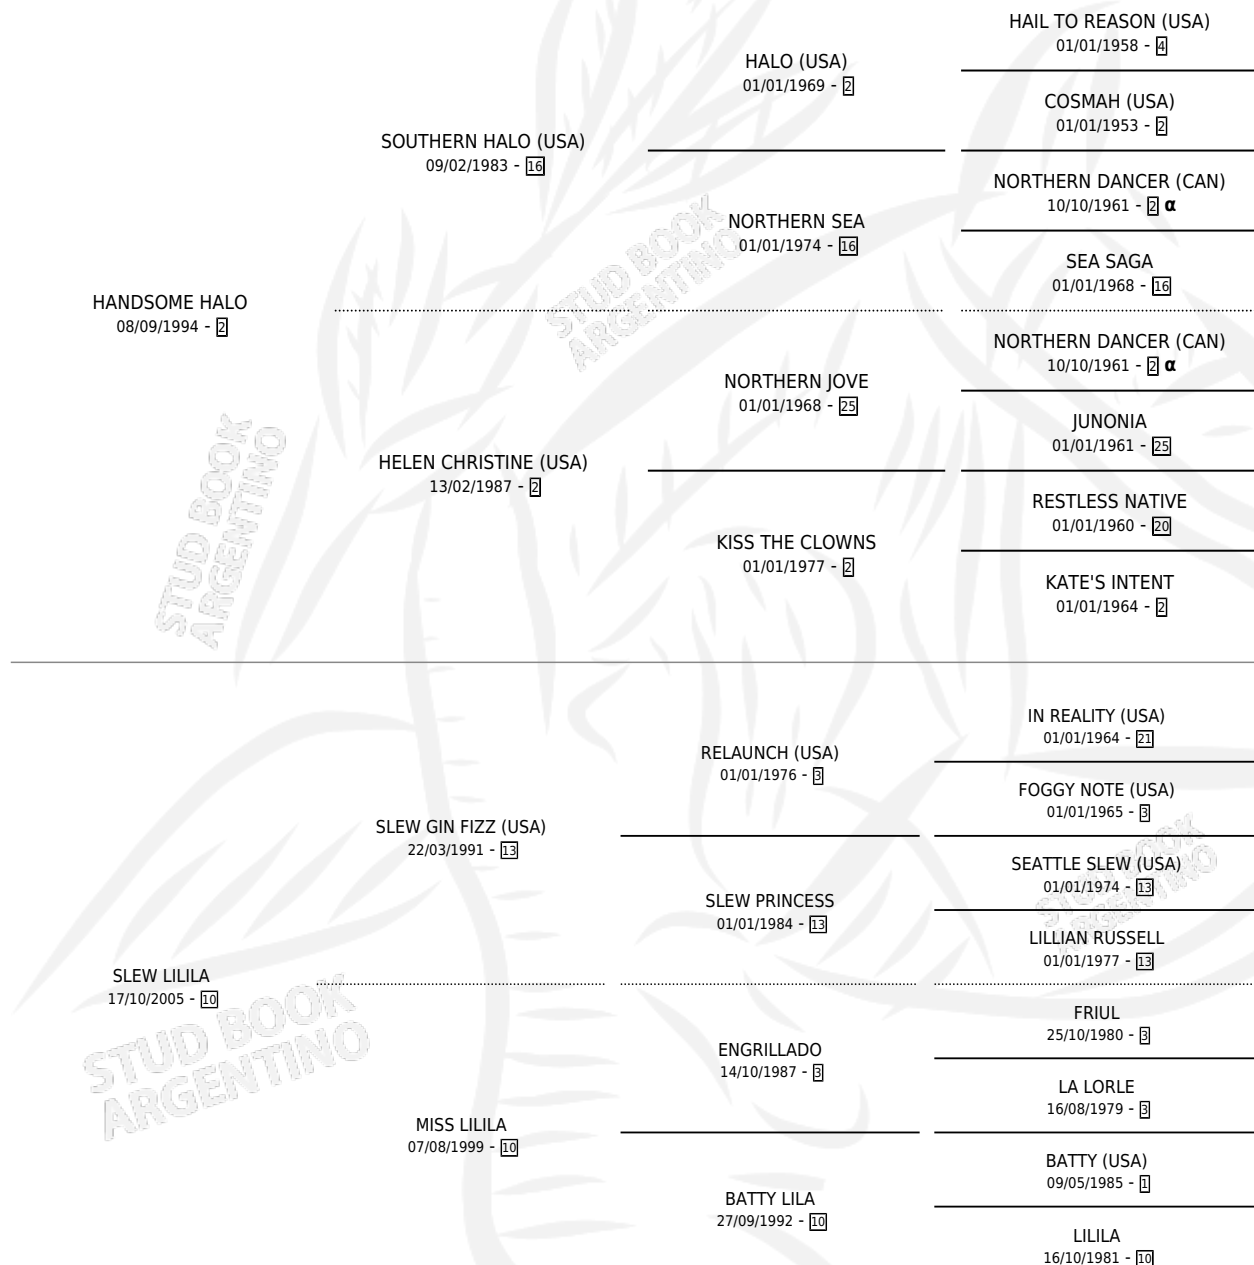 HAIL TO REASON (USA)
01/01/1958 - 4
HALO (USA)
01/01/1969 - 2
COSMAH (USA)
01/01/1953 - 2
SOUTHERN HALO (USA)
09/02/1983 - 16
NORTHERN DANCER (CAN)
10/10/1961 - 2 α
NORTHERN SEA
01/01/1974 - 16
SEA SAGA
01/01/1968 - 16
HANDSOME HALO
08/09/1994 - 2
NORTHERN DANCER (CAN)
10/10/1961 - 2 α
NORTHERN JOVE
01/01/1968 - 25
JUNONIA
01/01/1961 - 25
HELEN CHRISTINE (USA)
13/02/1987 - 2
RESTLESS NATIVE
01/01/1960 - 20
KISS THE CLOWNS
01/01/1977 - 2
KATE'S INTENT
01/01/1964 - 2
IN REALITY (USA)
01/01/1964 - 21
RELAUNCH (USA)
01/01/1976 - 3
FOGGY NOTE (USA)
01/01/1965 - 3
SLEW GIN FIZZ (USA)
22/03/1991 - 13
SEATTLE SLEW (USA)
01/01/1974 - 13
SLEW PRINCESS
01/01/1984 - 13
LILLIAN RUSSELL
01/01/1977 - 13
SLEW LILILA
17/10/2005 - 10
FRIUL
25/10/1980 - 3
ENGRILLADO
14/10/1987 - 3
LA LORLE
16/08/1979 - 3
MISS LILILA
07/08/1999 - 10
BATTY (USA)
09/05/1985 - 1
BATTY LILA
27/09/1992 - 10
LILILA
16/10/1981 - 10
STUD BOOK
ARGENTINO
STUD BOOK
ARGENTINO
STUD BOOK
ARGENTINO
STUD BOOK
ARGENTINO